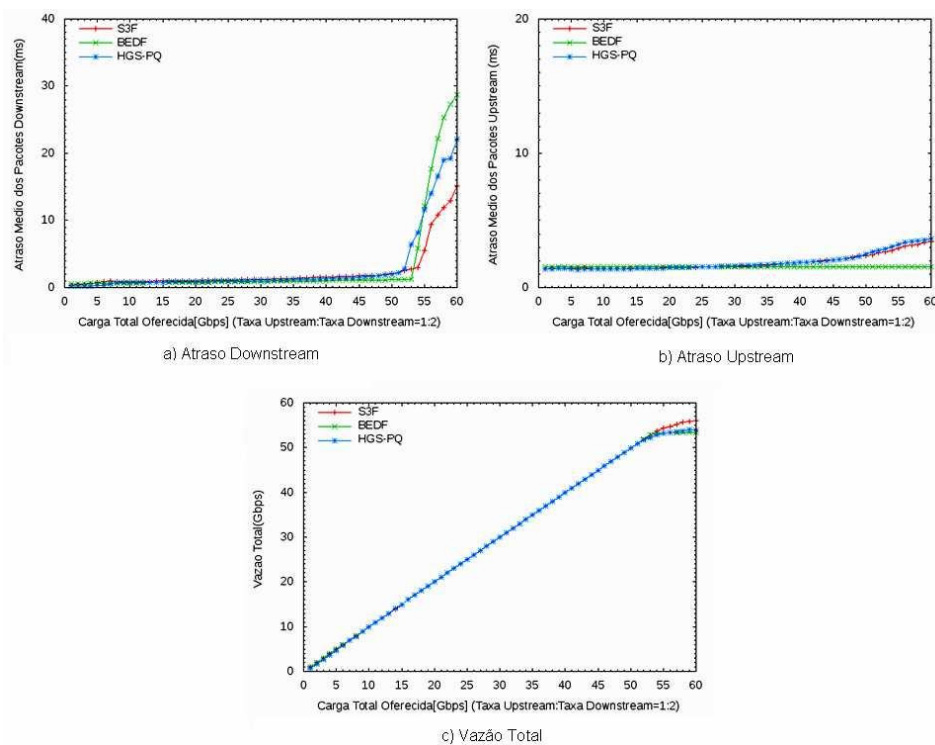 40
30
20
10
0
Atraso Medio dos Pacotes Downstream(ms)
S3F
BEDF
HGS-PQ
0 5 10 15 20 25 30 35 40 45 50 55 60
Carga Total Oferecida[Gbps] (Taxa Upstream:Taxa Downstream=1:2)
a) Atraso Downstream
20
10
0
Atraso Medio dos Pacotes Upstream (ms)
S3F
BEDF
HGS-PQ
0 5 10 15 20 25 30 35 40 45 50 55 60
Carga Total Oferecida[Gbps] (Taxa Upstream:Taxa Downstream=1:2)
b) Atraso Upstream
60
50
40
30
20
10
0
Vazao Total(Gbps)
S3F
BEDF
HGS-PQ
0 5 10 15 20 25 30 35 40 45 50 55 60
Carga Total Oferecida[Gbps] (Taxa Upstream:Taxa Downstream=1:2)
c) Vazão Total